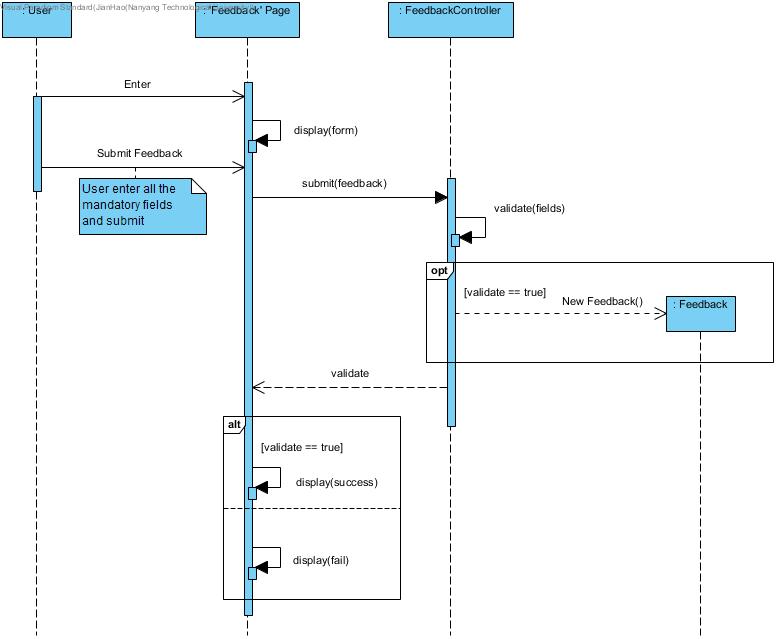 Visual Paradigm Standard(JianHao(Nanyang Technological
: User
: 'Feedback' Page
: FeedbackController
Enter
display(form)
Submit Feedback
User enter all the
mandatory fields
and submit
submit(feedback)
validate(fields)
opt
[validate == true]
New Feedback()
: Feedback
validate
alt
[validate == true]
display(success)
display(fail)